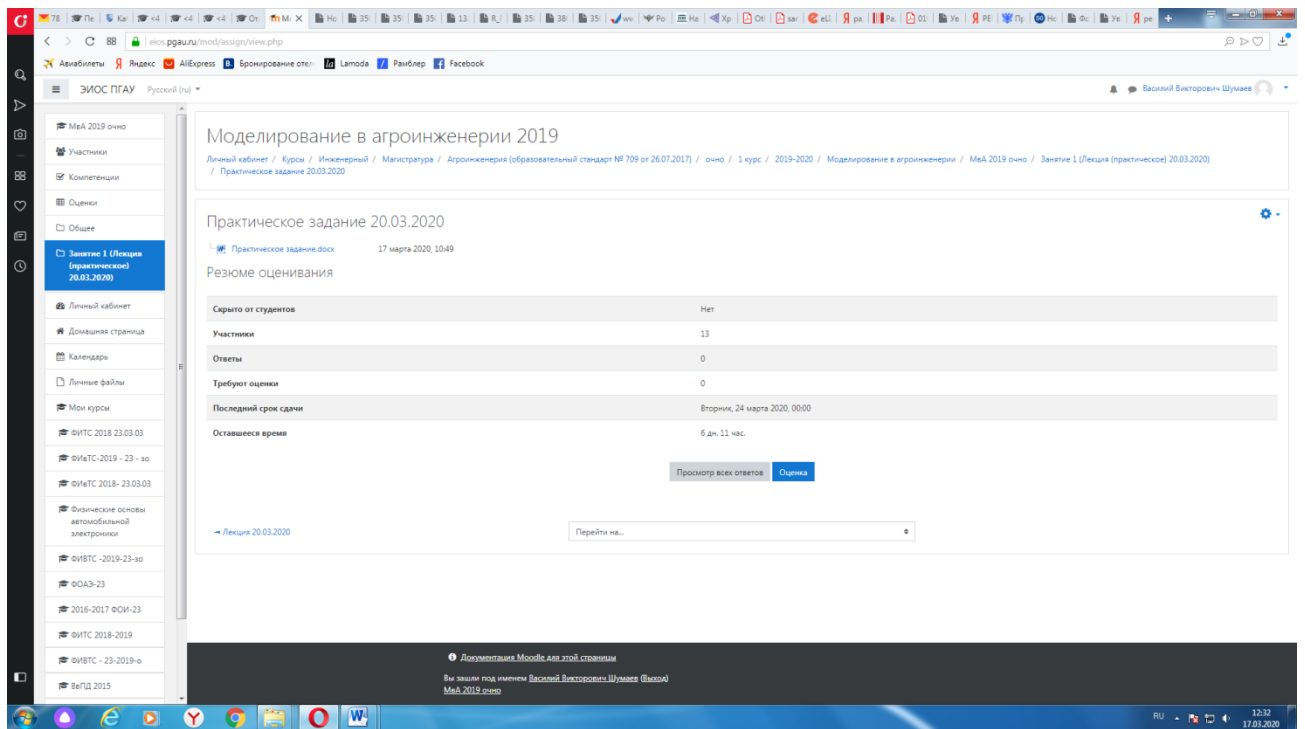 78
88 eios.pgau.ru/mod/assign/view.php
Авиабилеты Яндекс AliExpress Бронирование отел Lamoda Рамблер Facebook
ЭИОС ПГАУ Русский (ru)
Василий Викторович Шумаев
МвА 2019 очно
Участники
Компетенции
Оценки
Общее
Занятие 1 (Лекция
(практическое)
20.03.2020)
Личный кабинет
Домашняя страница
Календарь
Личные файлы
Мои курсы
ФИТС 2018 23.03.03
ФИвТС-2019 - 23 - зо
ФИвТС 2018- 23.03.03
Физические основы
автомобильной
электроники
ФИВТС -2019-23-зо
ФОАЭ-23
2016-2017 ФОИ-23
ФИТС 2018-2019
ФИВТС - 23-2019-о
ВеПД 2015
Моделирование в агроинженерии 2019
Личный кабинет / Курсы / Инженерный / Магистратура / Агроинженерия (образовательный стандарт № 709 от 26.07.2017) / очно / 1 курс / 2019-2020 / Моделирование в агроинженерии / МвА 2019 очно / Занятие 1 (Лекция (практическое) 20.03.2020)
/ Практическое задание 20.03.2020
Практическое задание 20.03.2020
Практическое задание.docx 17 марта 2020, 10:49
Резюме оценивания
Скрыто от студентов Нет
Участники 13
Ответы 0
Требуют оценки 0
Последний срок сдачи Вторник, 24 марта 2020, 00:00
Оставшееся время 6 дн. 11 час.
Просмотр всех ответов Оценка
→ Лекция 20.03.2020 Перейти на...
Документация Moodle для этой страницы
Вы зашли под именем Василий Викторович Шумаев (Выход)
МвА 2019 очно
RU 12:32
17.03.2020